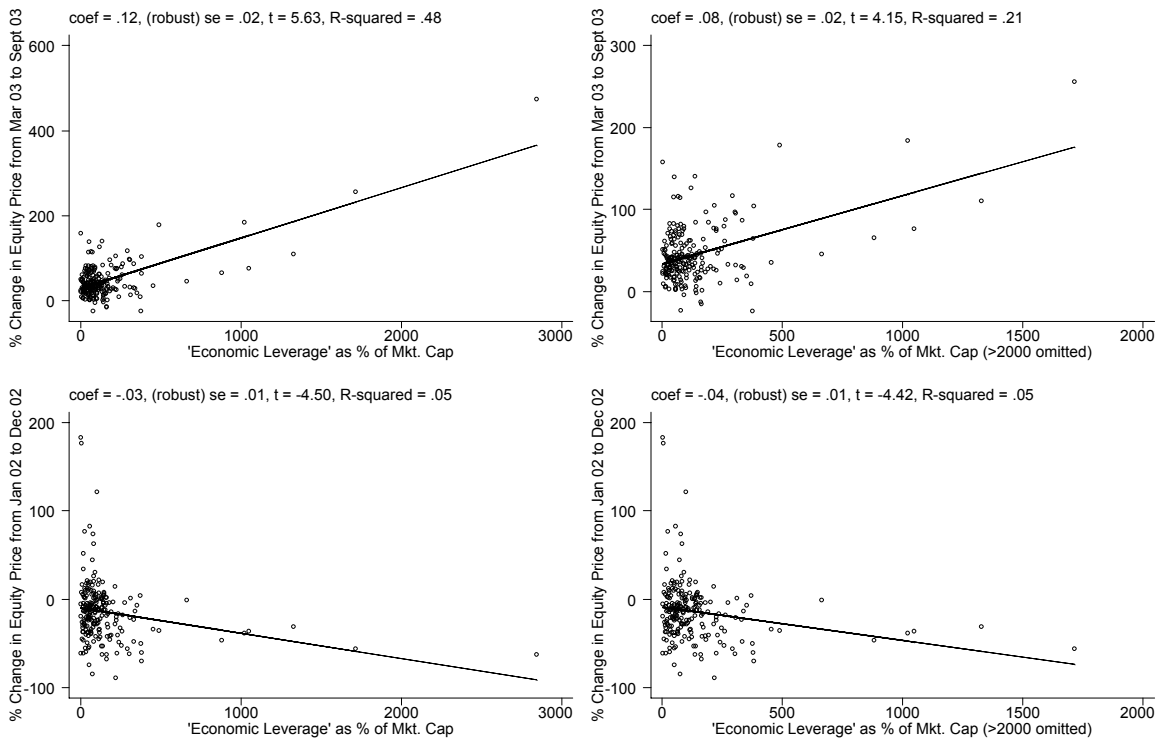 coef = .12, (robust) se = .02, t = 5.63, R-squared = .48
% Change in Equity Price from Mar 03 to Sept 03
600
400
200
0
0
1000
2000
3000
'Economic Leverage' as % of Mkt. Cap
coef = .08, (robust) se = .02, t = 4.15, R-squared = .21
% Change in Equity Price from Mar 03 to Sept 03
300
200
100
0
0
500
1000
1500
2000
'Economic Leverage' as % of Mkt. Cap (>2000 omitted)
coef = -.03, (robust) se = .01, t = -4.50, R-squared = .05
% Change in Equity Price from Jan 02 to Dec 02
200
100
0
-100
0
1000
2000
3000
'Economic Leverage' as % of Mkt. Cap
coef = -.04, (robust) se = .01, t = -4.42, R-squared = .05
% Change in Equity Price from Jan 02 to Dec 02
200
100
0
-100
0
500
1000
1500
2000
'Economic Leverage' as % of Mkt. Cap (>2000 omitted)